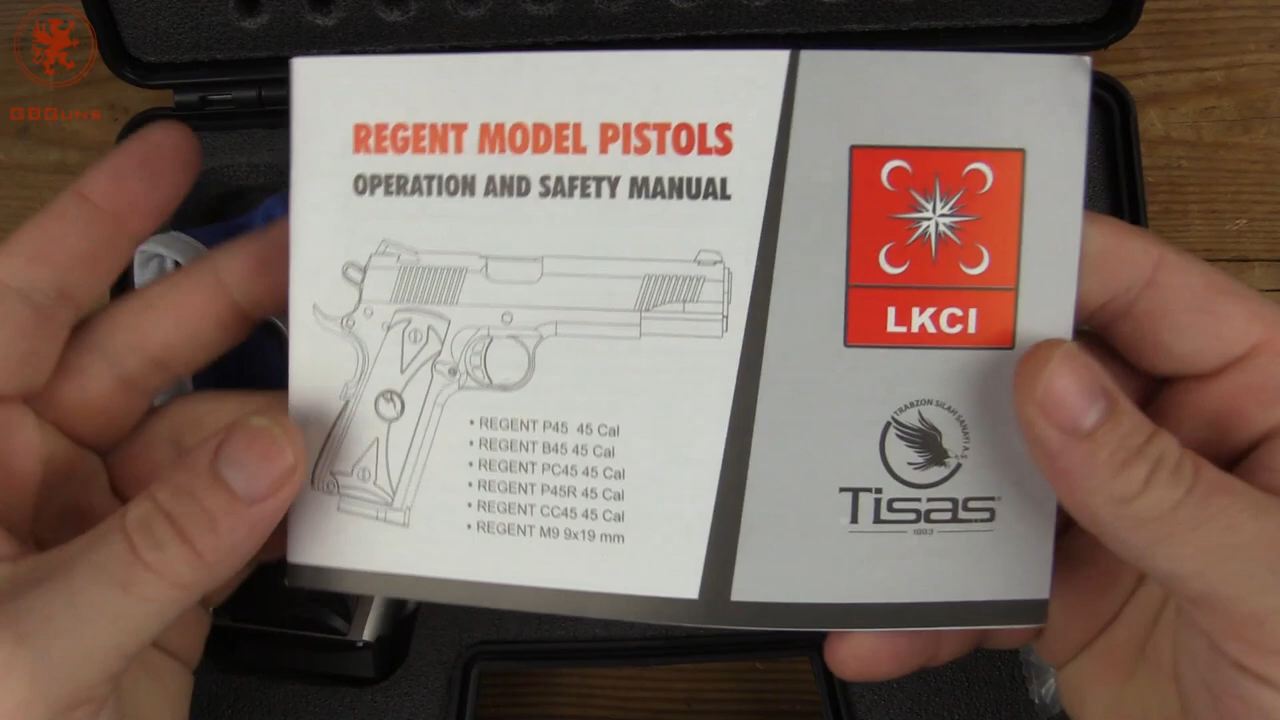 GBGuns
REGENT MODEL PISTOLS
OPERATION AND SAFETY MANUAL
• REGENT P45 45 Cal
• REGENT B45 45 Cal
• REGENT PC45 45 Cal
• REGENT P45R 45 Cal
• REGENT CC45 45 Cal
• REGENT M9 9x19 mm
LKCI
TRABZON SILAH SANAYI A.Ş.
Tisas
1993